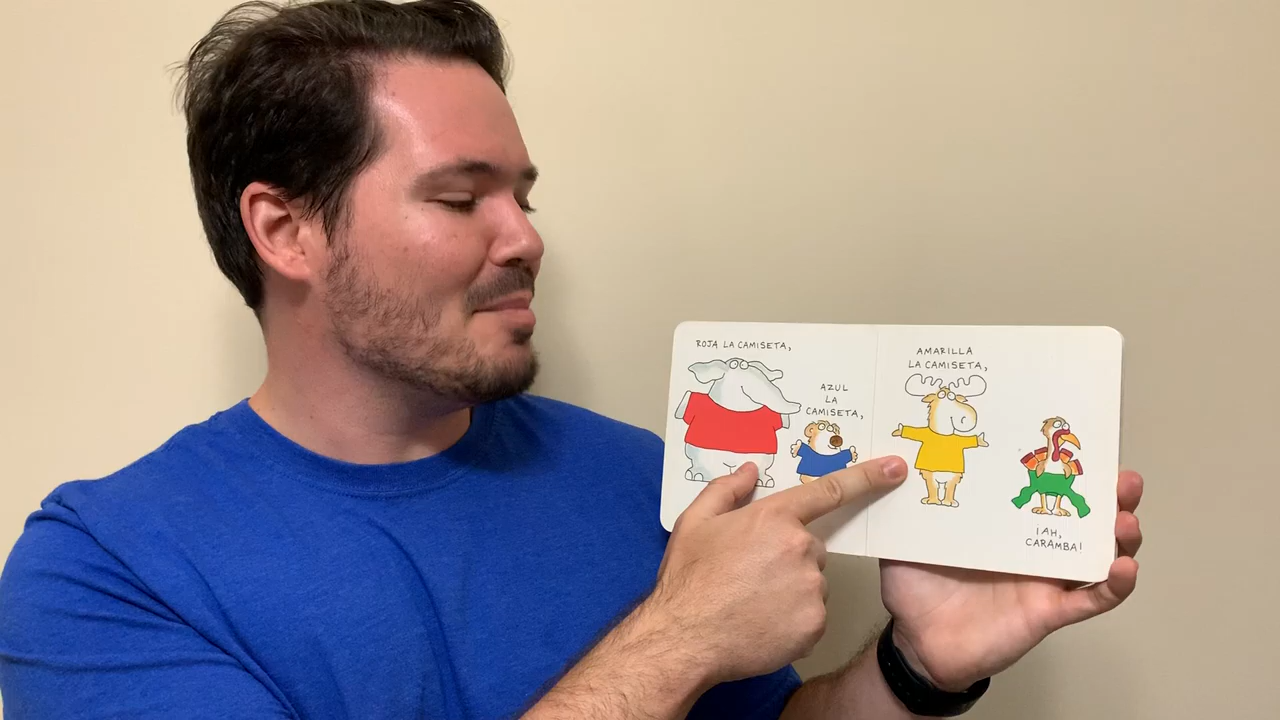 ROJA LA CAMISETA,
AZUL
LA
CAMISETA,
AMARILLA
LA CAMISETA,
¡AH,
CARAMBA!